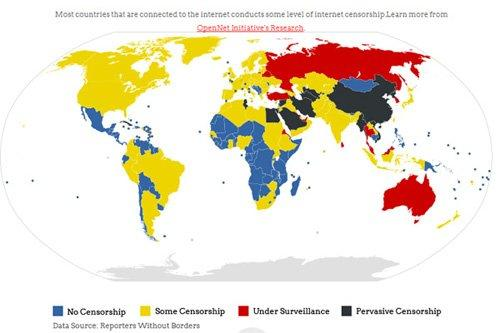 Most countries that are connected to the internet conducts some level of internet censorship.Learn more from
OpenNet Initiative's Research.
No Censorship
Some Censorship
Under Surveillance
Pervasive Censorship
Data Source: Reporters Without Borders